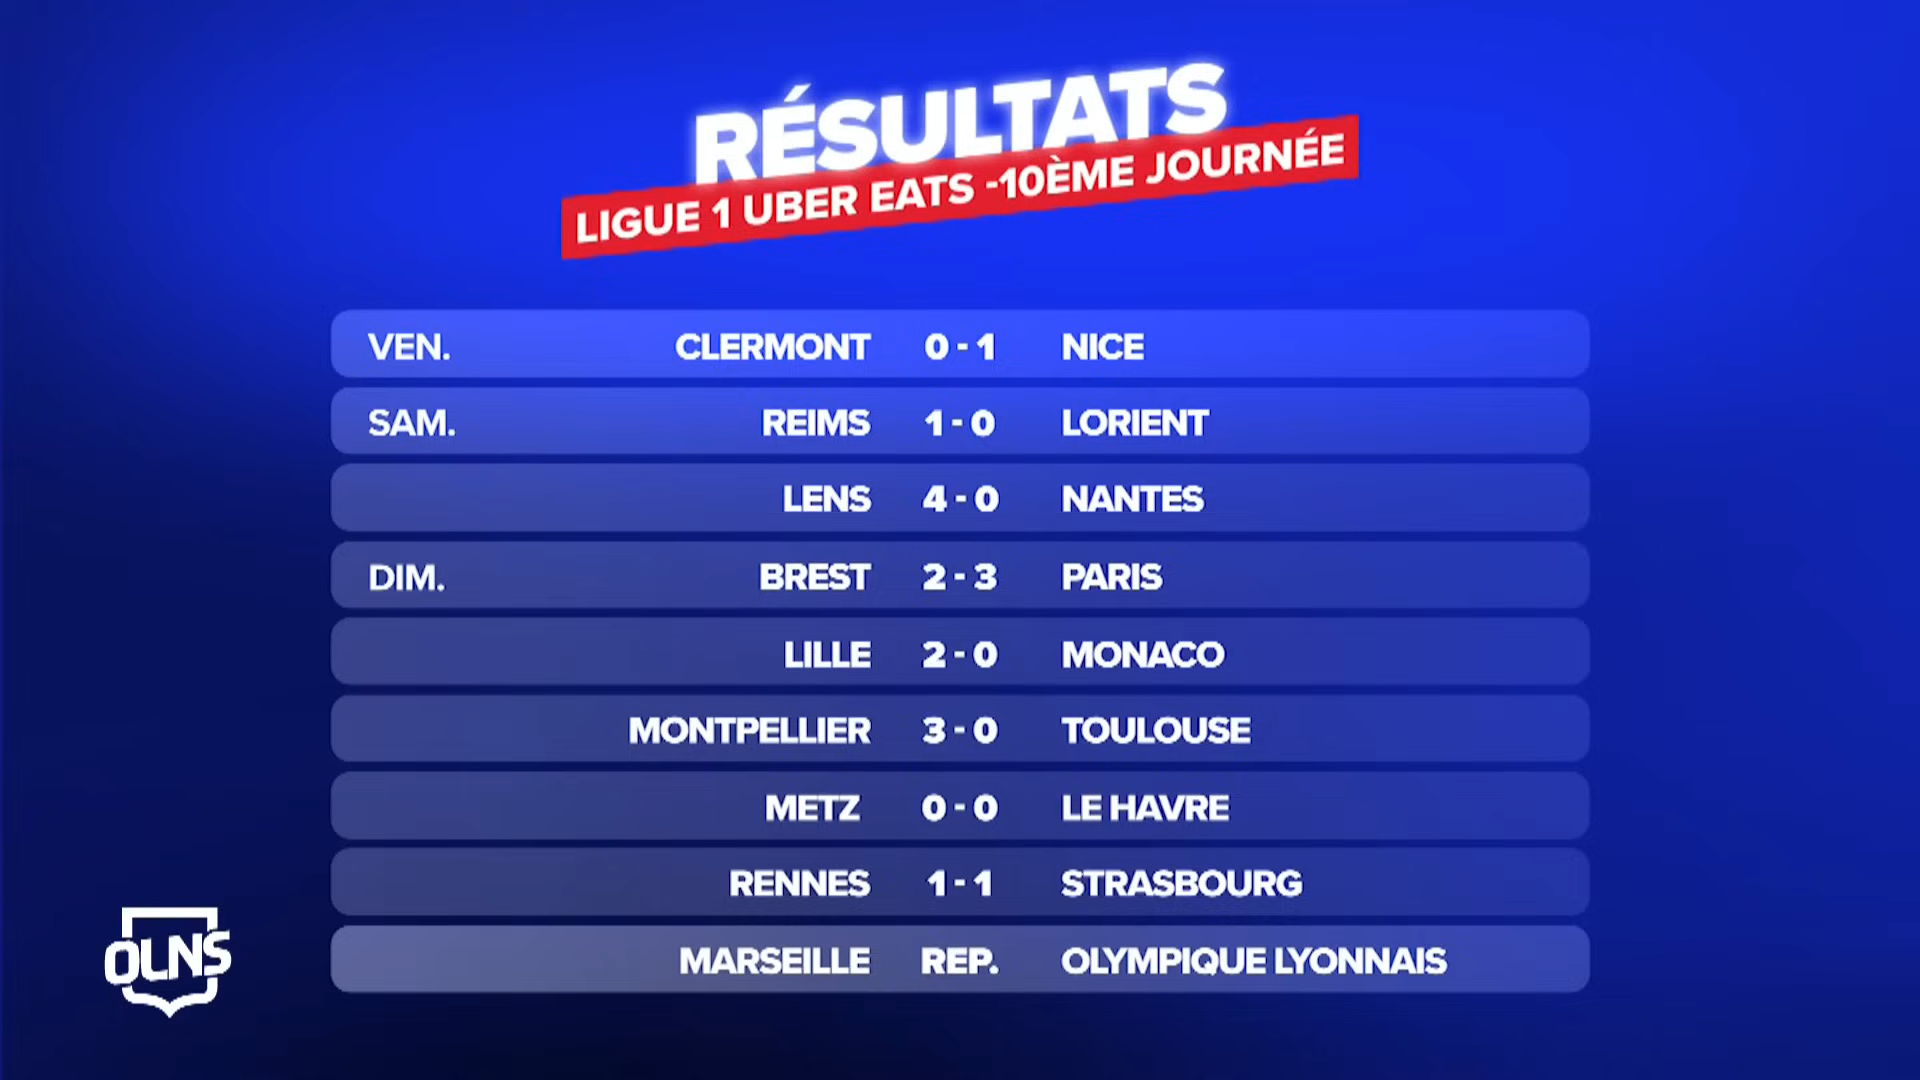 RÉSULTATS
LIGUE 1 UBER EATS -10ÈME JOURNÉE
VEN. CLERMONT 0 - 1 NICE
SAM. REIMS 1 - 0 LORIENT
LENS 4 - 0 NANTES
DIM. BREST 2 - 3 PARIS
LILLE 2 - 0 MONACO
MONTPELLIER 3 - 0 TOULOUSE
METZ 0 - 0 LE HAVRE
RENNES 1 - 1 STRASBOURG
MARSEILLE REP. OLYMPIQUE LYONNAIS
OLNS